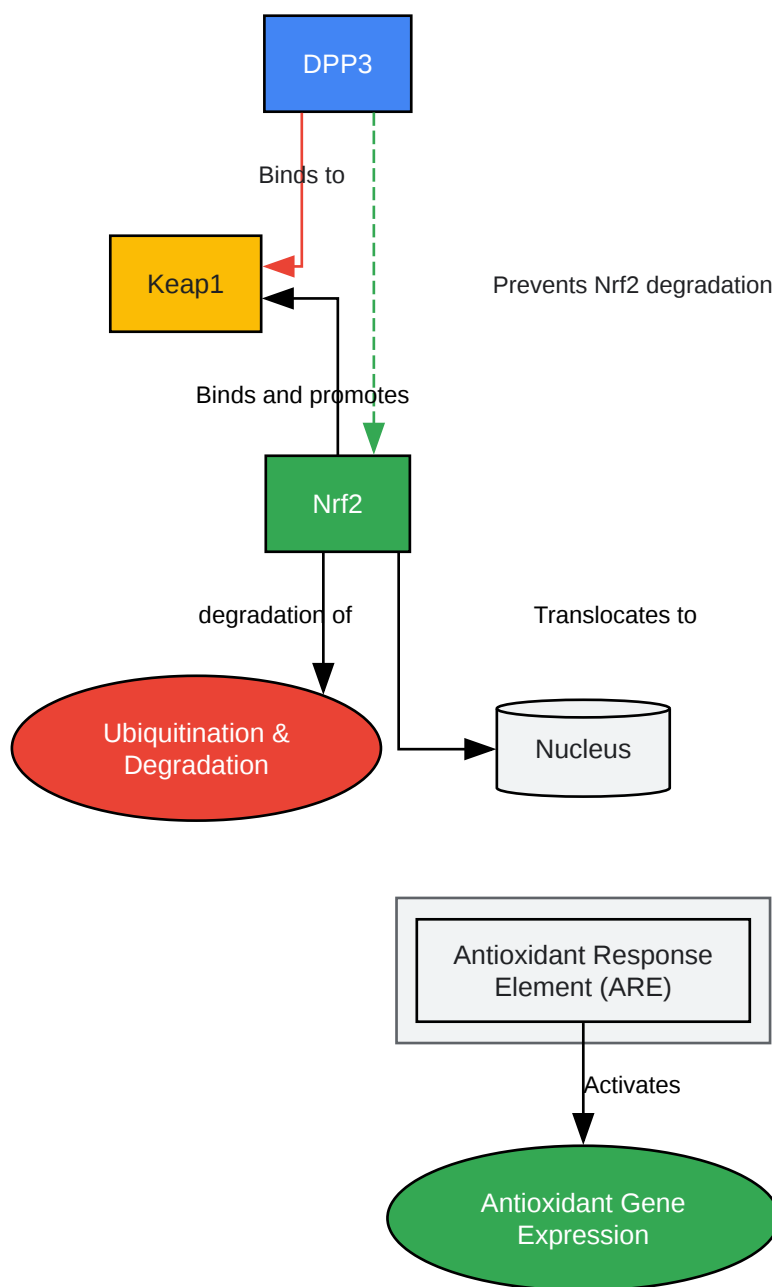 DPP3
Binds to
Keap1
Prevents Nrf2 degradation
Binds and promotes
Nrf2
degradation of
Translocates to
Ubiquitination &
Degradation
Nucleus
Antioxidant Response
Element (ARE)
Activates
Antioxidant Gene
Expression